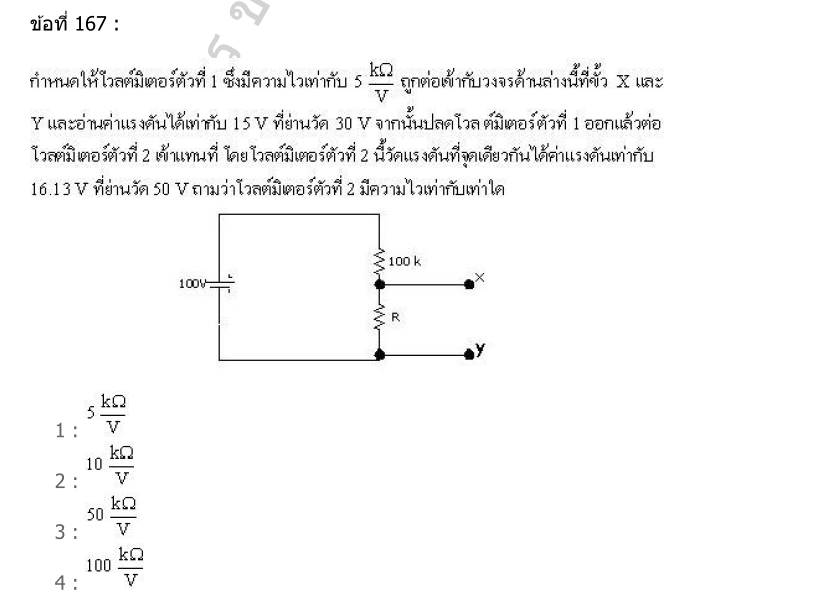 ข้อที่ 167 :
กำหนดให้โวลต์มิเตอร์ตัวที่ 1 ซึ่งมีความไวเท่ากับ 5 kΩ/V ถูกต่อเข้ากับวงจรด้านล่างนี้ที่ขั้ว X และ
Y และอ่านค่าแรงดันได้เท่ากับ 15 V ที่ย่านวัด 30 V จากนั้นปลดโวลต์มิเตอร์ตัวที่ 1 ออกแล้วต่อ
โวลต์มิเตอร์ตัวที่ 2 เข้าแทนที่ โดยโวลต์มิเตอร์ตัวที่ 2 นี้วัดแรงดันที่จุดเดียวกันได้ค่าแรงดันเท่ากับ
16.13 V ที่ย่านวัด 50 V ถามว่าโวลต์มิเตอร์ตัวที่ 2 มีความไวเท่ากับเท่าใด
100 k
X
100V
R
y
1 : 5 kΩ/V
2 : 10 kΩ/V
3 : 50 kΩ/V
4 : 100 kΩ/V